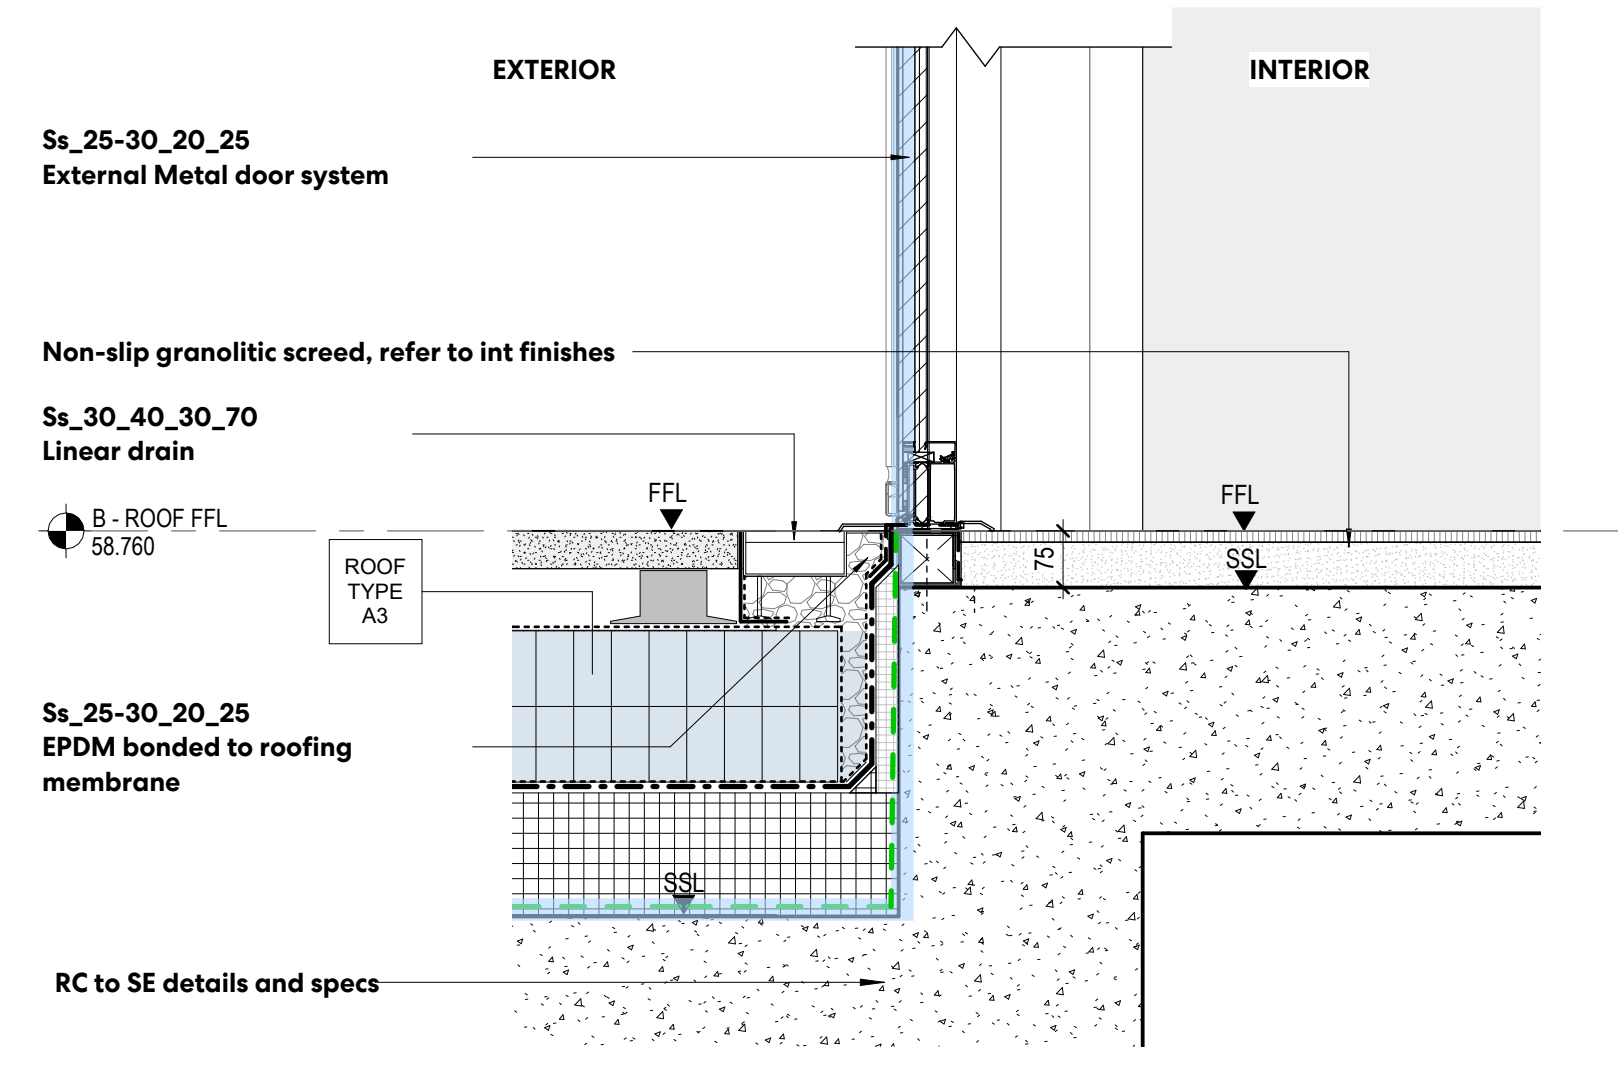 EXTERIOR
INTERIOR
Ss_25-30_20_25
External Metal door system
Non-slip granolitic screed, refer to int finishes
Ss_30_40_30_70
Linear drain
FFL
FFL
B - ROOF FFL
58.760
ROOF
TYPE
A3
75
SSL
Ss_25-30_20_25
EPDM bonded to roofing
membrane
SSL
RC to SE details and specs